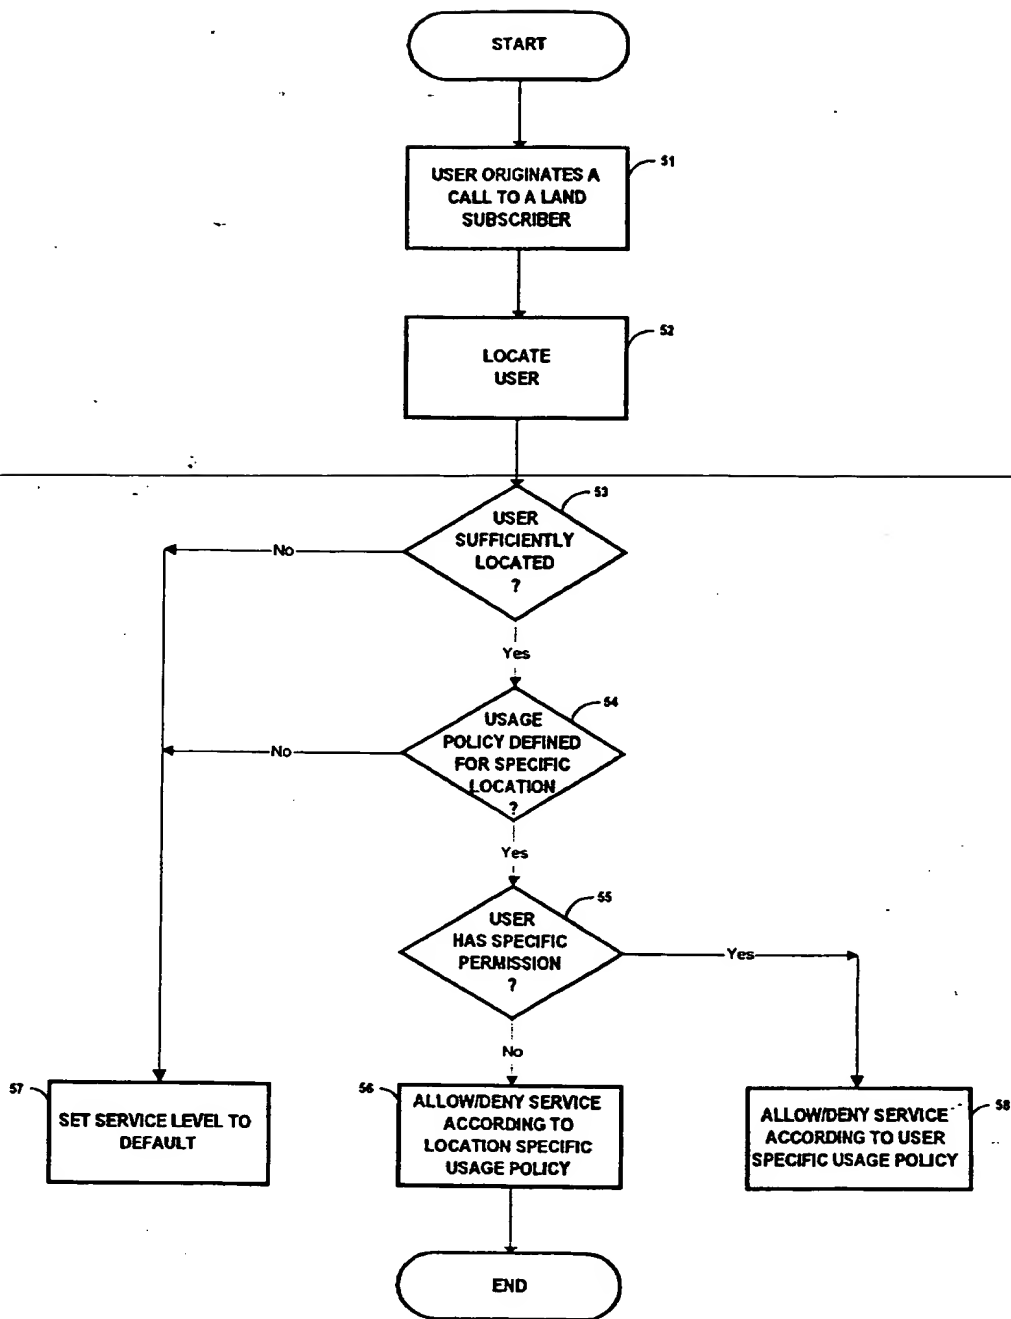 START
51
USER ORIGINATES A
CALL TO A LAND
SUBSCRIBER
52
LOCATE
USER
53
USER
SUFFICIENTLY
LOCATED
?
No
Yes
54
USAGE
POLICY DEFINED
FOR SPECIFIC
LOCATION
?
No
Yes
55
USER
HAS SPECIFIC
PERMISSION
?
Yes
No
57
SET SERVICE LEVEL TO
DEFAULT
56
ALLOW/DENY SERVICE
ACCORDING TO
LOCATION SPECIFIC
USAGE POLICY
58
ALLOW/DENY SERVICE
ACCORDING TO USER
SPECIFIC USAGE POLICY
END